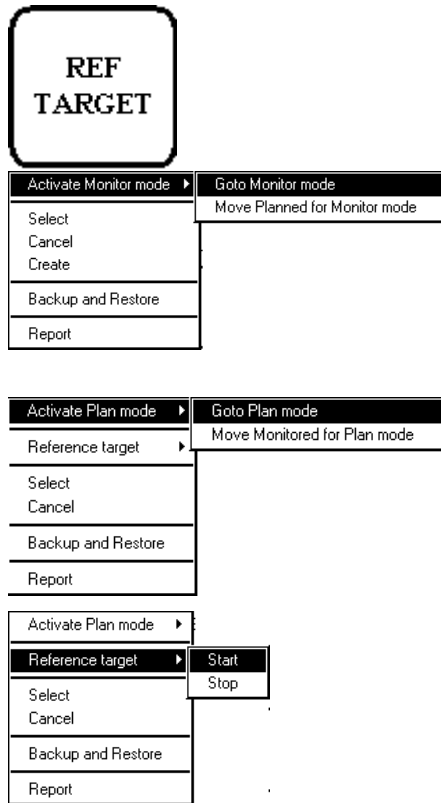 REF
TARGET
Activate Monitor mode
Goto Monitor mode
Move Planned for Monitor mode
Select
Cancel
Create
Backup and Restore
Report
Activate Plan mode
Goto Plan mode
Move Monitored for Plan mode
Reference target
Select
Cancel
Backup and Restore
Report
Activate Plan mode
Reference target
Start
Stop
Select
Cancel
Backup and Restore
Report